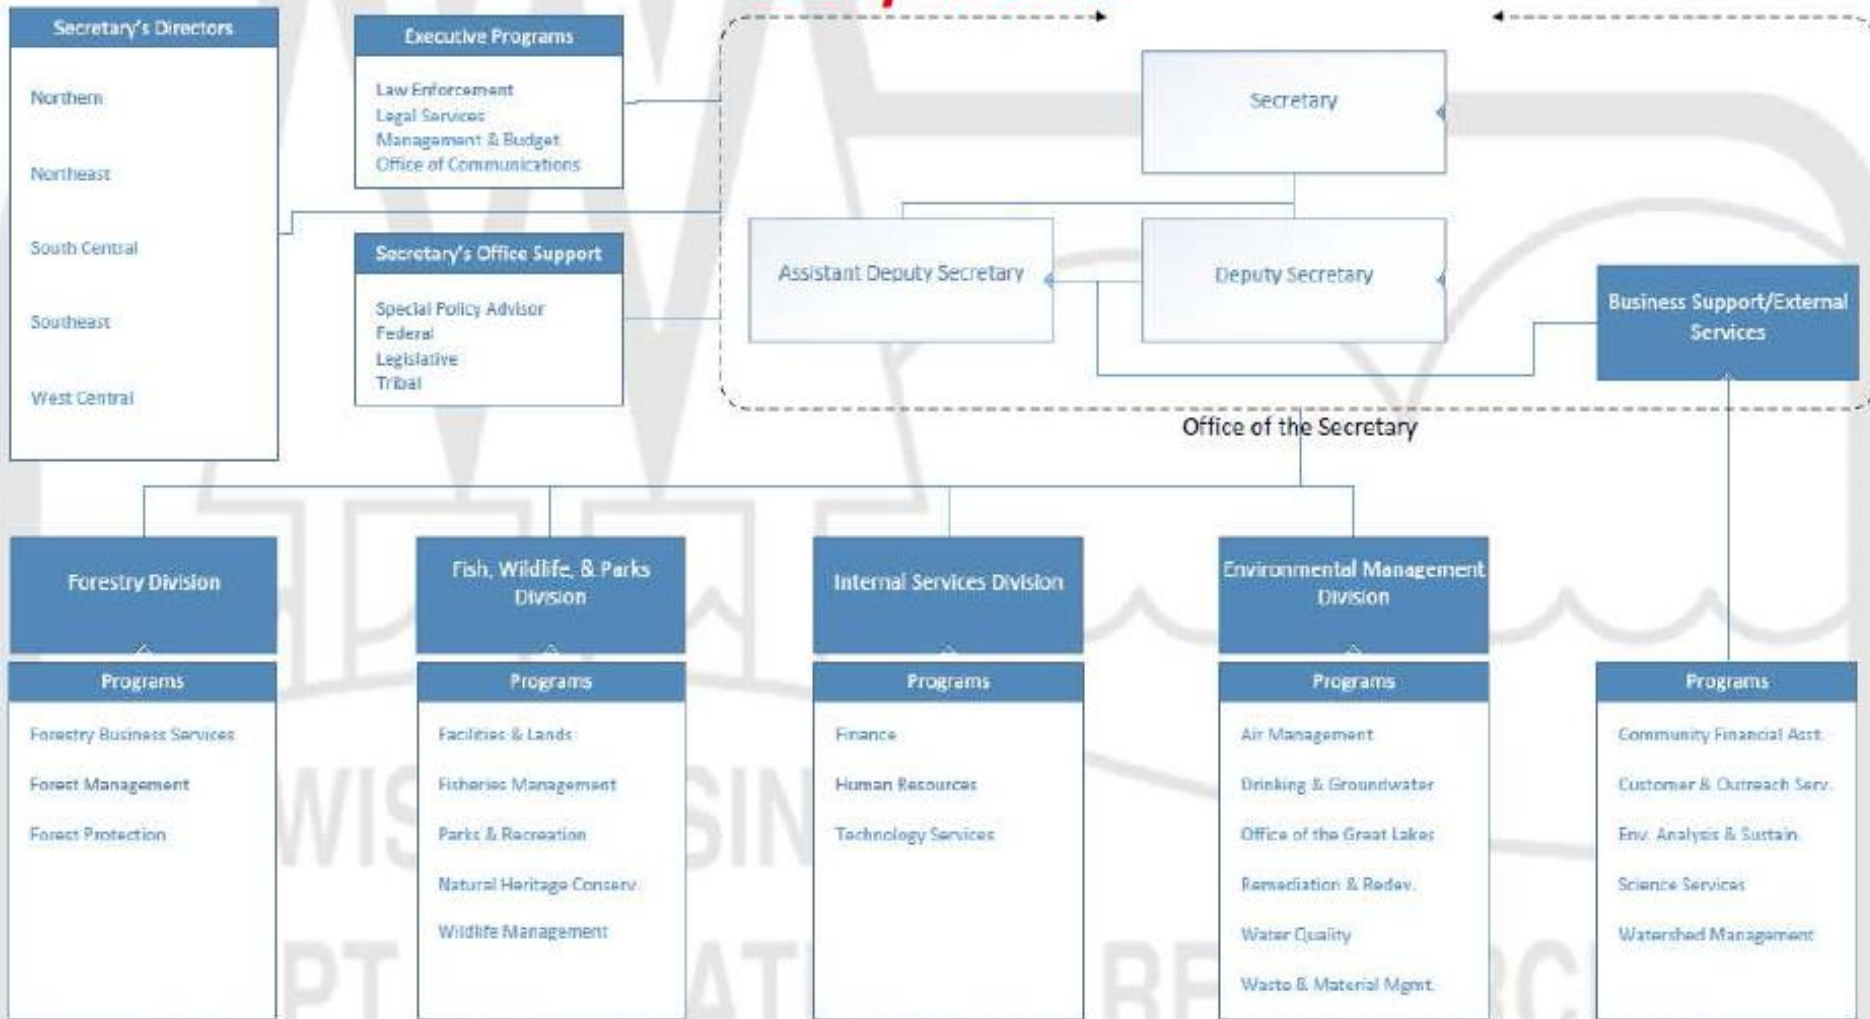 Secretary's Directors
Northern
Northeast
South Central
Southeast
West Central
Executive Programs
Law Enforcement
Legal Services
Management & Budget
Office of Communications
Secretary's Office Support
Special Policy Advisor
Federal
Legislative
Tribal
Secretary
Assistant Deputy Secretary
Deputy Secretary
Business Support/External
Services
Office of the Secretary
Forestry Division
Programs
Forestry Business Services
Forest Management
Forest Protection
Fish, Wildlife, & Parks
Division
Programs
Facilities & Lands
Fisheries Management
Parks & Recreation
Natural Heritage Conserv.
Wildlife Management
Internal Services Division
Programs
Finance
Human Resources
Technology Services
Environmental Management
Division
Programs
Air Management
Drinking & Groundwater
Office of the Great Lakes
Remediation & Redev.
Water Quality
Waste & Material Mgmt.
Programs
Community Financial Asst.
Customer & Outreach Serv.
Env. Analysis & Sustain.
Science Services
Watershed Management